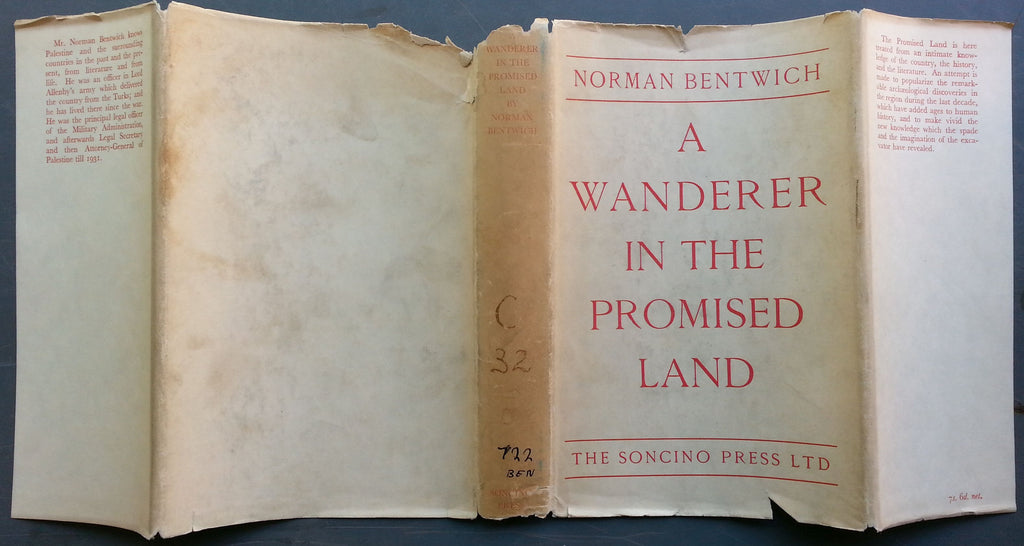 Mr. Norman Bentwich knows
Palestine and the surrounding
countries in the past and the pre-
sent, from literature and from
life. He was an officer in Lord
Allenby's army which delivered
the country from the Turks; and
he has lived there since the war.
He was the principal legal officer
of the Military Administration,
and afterwards Legal Secretary
and then Attorney-General of
Palestine till 1931.
A
WANDERER
IN THE
PROMISED
LAND
BY
NORMAN
BENTWICH
C
32
722
BEN
SONCINO
PRESS
NORMAN BENTWICH
A
WANDERER
IN THE
PROMISED
LAND
THE SONCINO PRESS LTD
The Promised Land is here
treated from an intimate know-
ledge of the country, the history,
and the literature. An attempt is
made to popularize the remark-
able archæological discoveries in
the region during the last decade,
which have added ages to human
history, and to make vivid the
new knowledge which the spade
and the imagination of the exca-
vator have revealed.
7s. 6d. net.